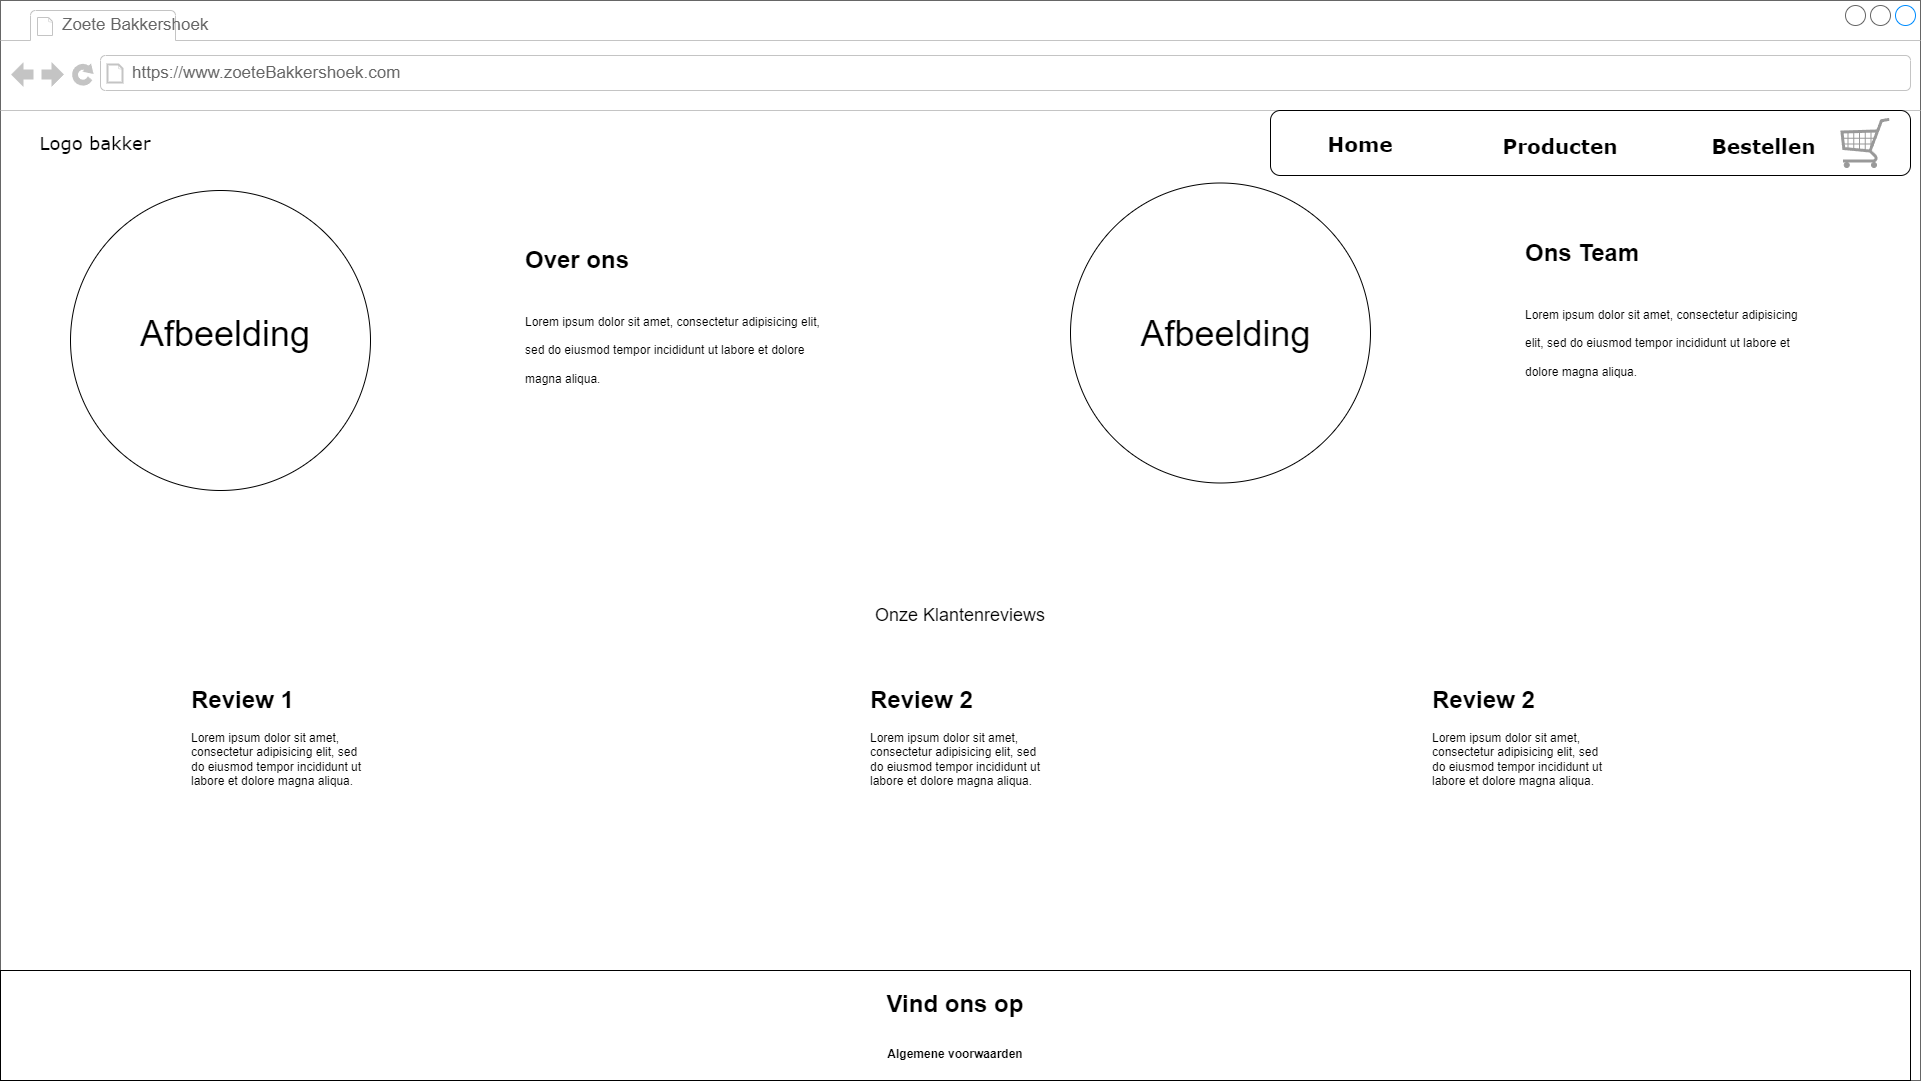 Zoete Bakkershoek
https://www.zoeteBakkershoek.com
Logo bakker
Home
Producten
Bestellen
Afbeelding
Over ons
Lorem ipsum dolor sit amet, consectetur adipisicing elit,
sed do eiusmod tempor incididunt ut labore et dolore
magna aliqua.
Afbeelding
Ons Team
Lorem ipsum dolor sit amet, consectetur adipisicing
elit, sed do eiusmod tempor incididunt ut labore et
dolore magna aliqua.
Onze Klantenreviews
Review 1
Lorem ipsum dolor sit amet,
consectetur adipisicing elit, sed
do eiusmod tempor incididunt ut
labore et dolore magna aliqua.
Review 2
Lorem ipsum dolor sit amet,
consectetur adipisicing elit, sed
do eiusmod tempor incididunt ut
labore et dolore magna aliqua.
Review 2
Lorem ipsum dolor sit amet,
consectetur adipisicing elit, sed
do eiusmod tempor incididunt ut
labore et dolore magna aliqua.
Vind ons op
Algemene voorwaarden